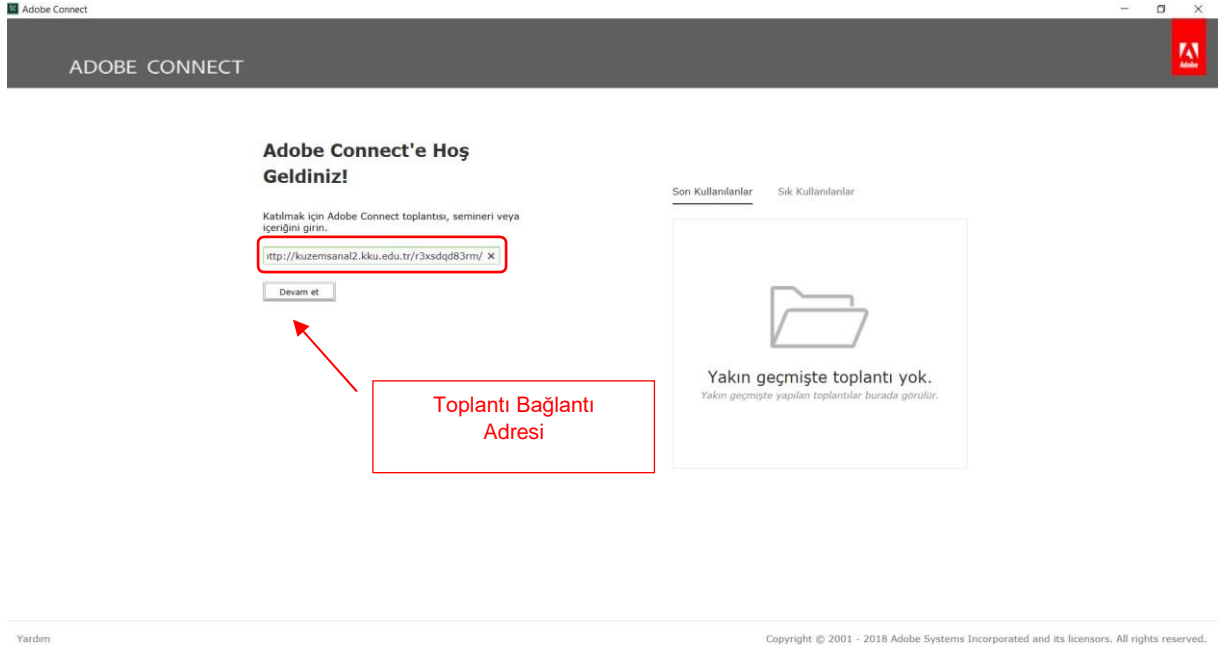 Adobe Connect
ADOBE CONNECT
Adobe
Adobe Connect'e Hoş
Geldiniz!
Katılmak için Adobe Connect toplantısı, semineri veya
içeriğini girin.
ttp://kuzemsanal2.kku.edu.tr/r3xsdqd83rm/
Devam et
Toplantı Bağlantı
Adresi
Son Kullanılanlar Sık Kullanılanlar
Yakın geçmişte toplantı yok.
Yakın geçmişte yapılan toplantılar burada görülür.
Yardım
Copyright © 2001 - 2018 Adobe Systems Incorporated and its licensors. All rights reserved.